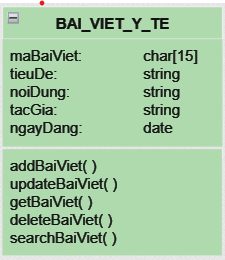 BAI_VIET_Y_TE
maBaiViet: char[15]
tieuDe: string
noiDung: string
tacGia: string
ngayDang: date
addBaiViet( )
updateBaiViet( )
getBaiViet( )
deleteBaiViet( )
searchBaiViet( )